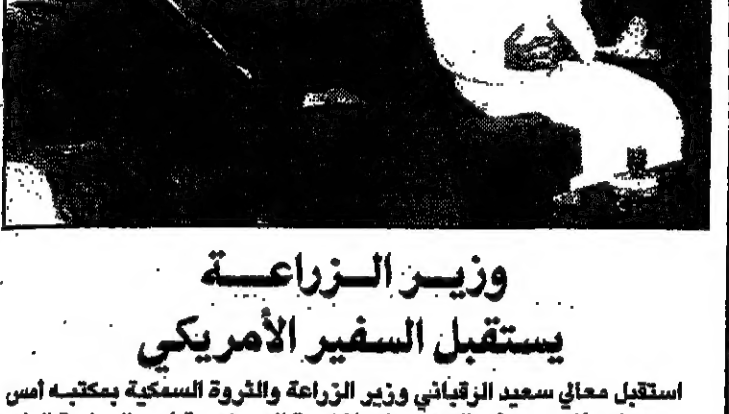 وزير الزراعة
يستقبل السفير الأمريكي
استقبل معالي سعيد الرقباني وزير الزراعة والثروة السمكية بمكتبه أمس